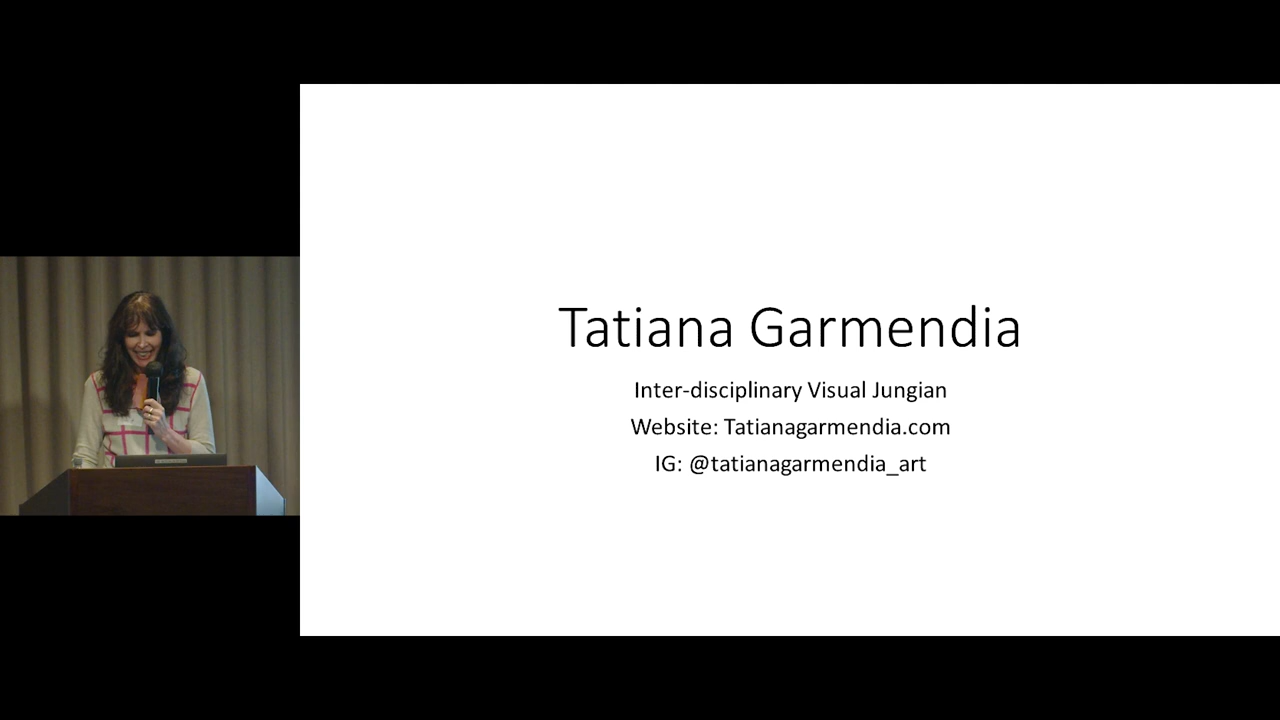 Tatiana Garmendia
Inter-disciplinary Visual Jungian
Website: Tatianagarmendia.com
IG: @tatianagarmendia_art